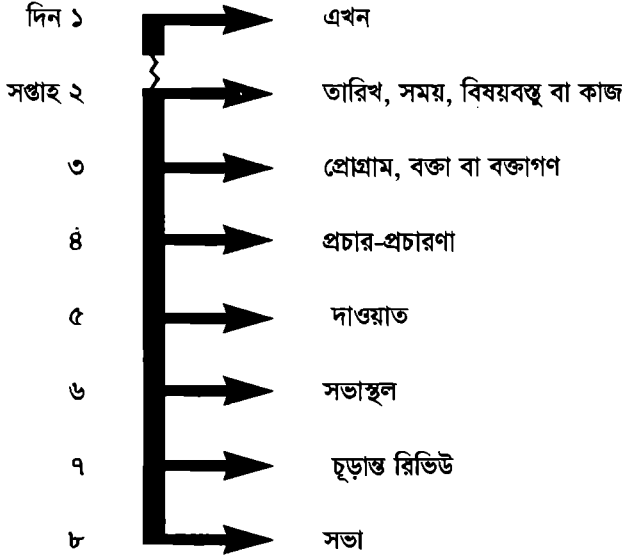 দিন ১ এখন
সপ্তাহ ২ তারিখ, সময়, বিষয়বস্তু বা কাজ
৩ প্রোগ্রাম, বক্তা বা বক্তাগণ
৪ প্রচার-প্রচারণা
৫ দাওয়াত
৬ সভাস্থল
৭ চূড়ান্ত রিভিউ
৮ সভা